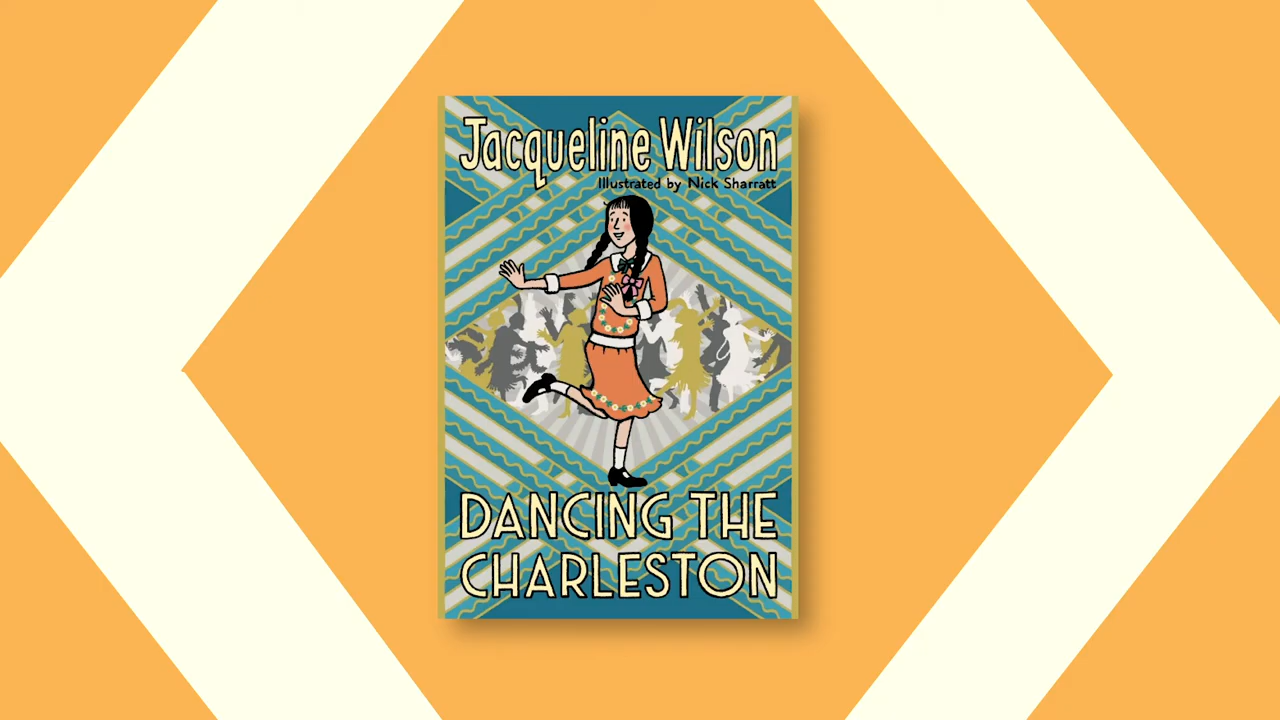 Jacqueline Wilson
Illustrated by Nick Sharratt
DANCING THE
CHARLESTON